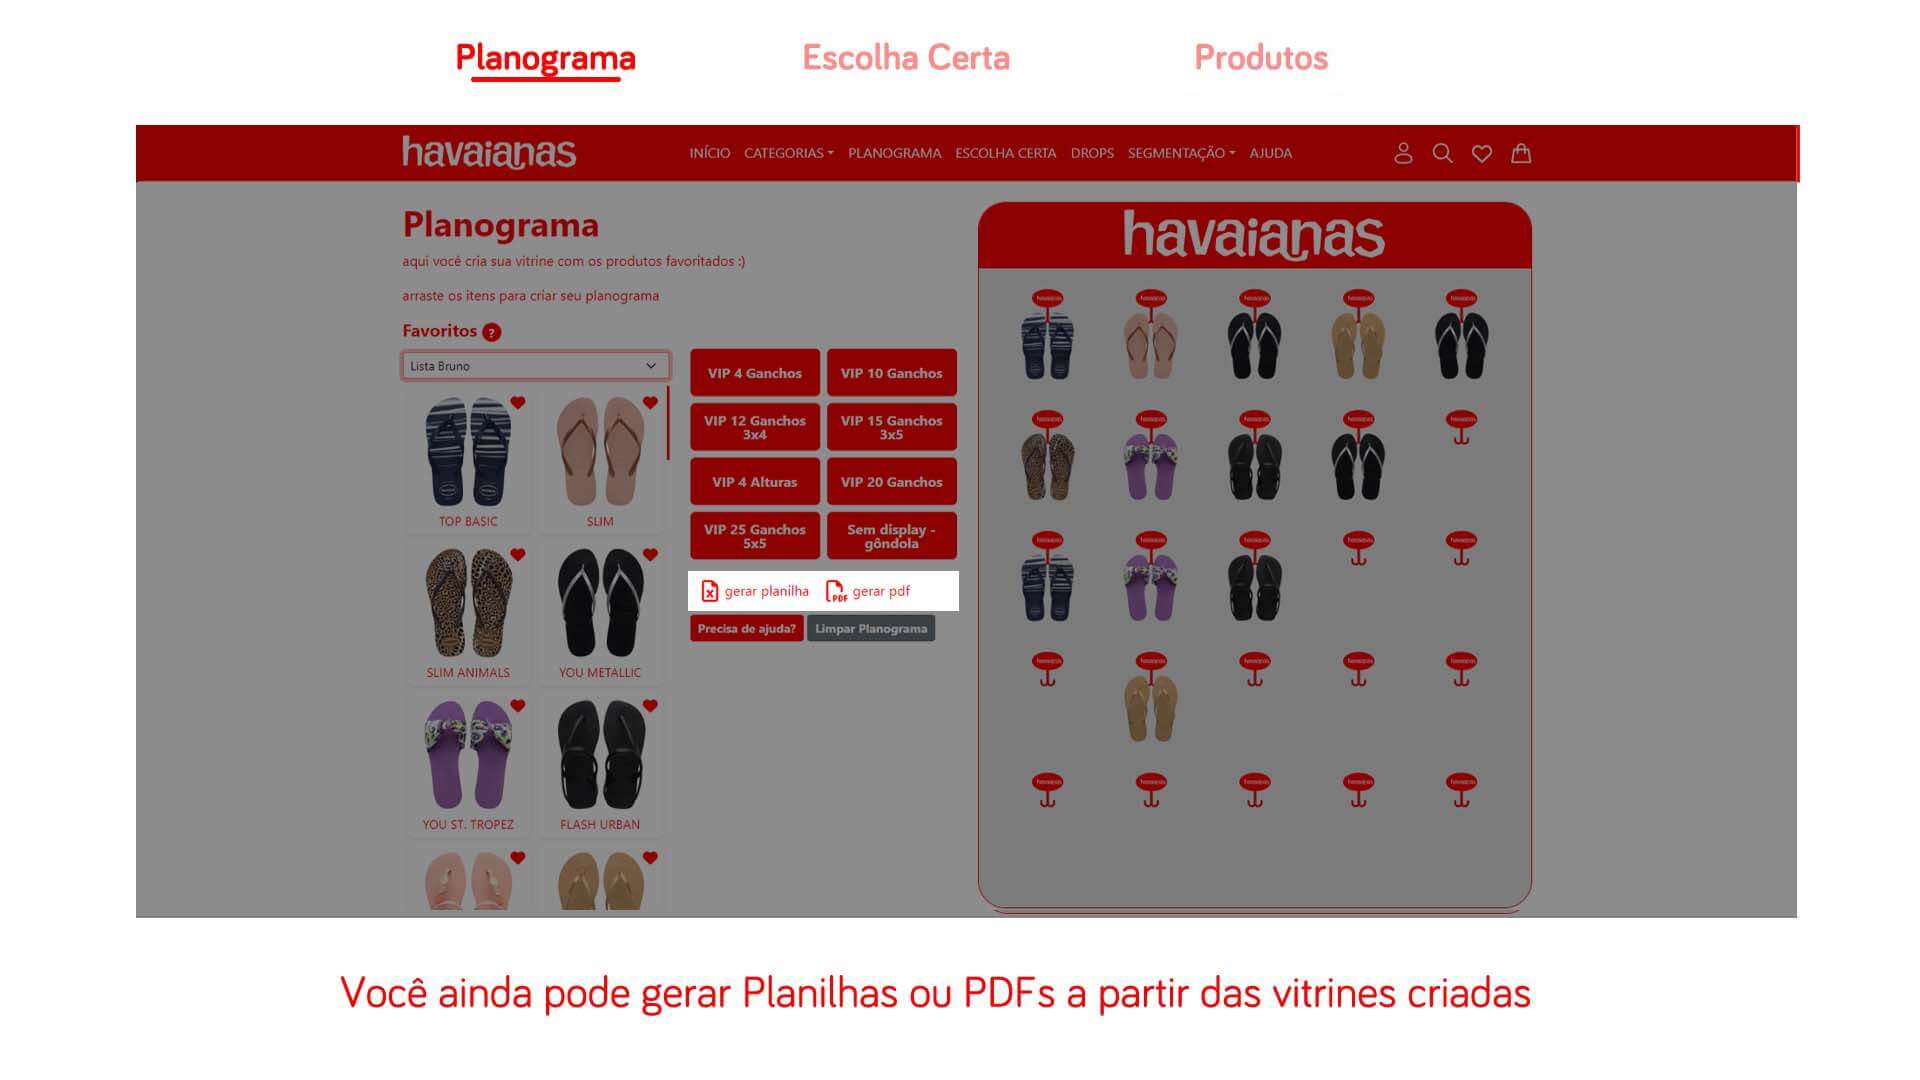 Planograma
Escolha Certa
Produtos
havaianas
INÍCIO
CATEGORIAS
PLANOGRAMA
ESCOLHA CERTA
DROPS
SEGMENTAÇÃO
AJUDA
Planograma
aqui você cria sua vitrine com os produtos favoritados :)
arraste os itens para criar seu planograma
Favoritos ?
Lista Bruno
TOP BASIC
SLIM
SLIM ANIMALS
YOU METALLIC
YOU ST. TROPEZ
FLASH URBAN
VIP 4 Ganchos
VIP 10 Ganchos
VIP 12 Ganchos
3x4
VIP 15 Ganchos
3x5
VIP 4 Alturas
VIP 20 Ganchos
VIP 25 Ganchos
5x5
Sem display -
gôndola
gerar planilha
PDF gerar pdf
Precisa de ajuda?
Limpar Planograma
havaianas
Você ainda pode gerar Planilhas ou PDFs a partir das vitrines criadas